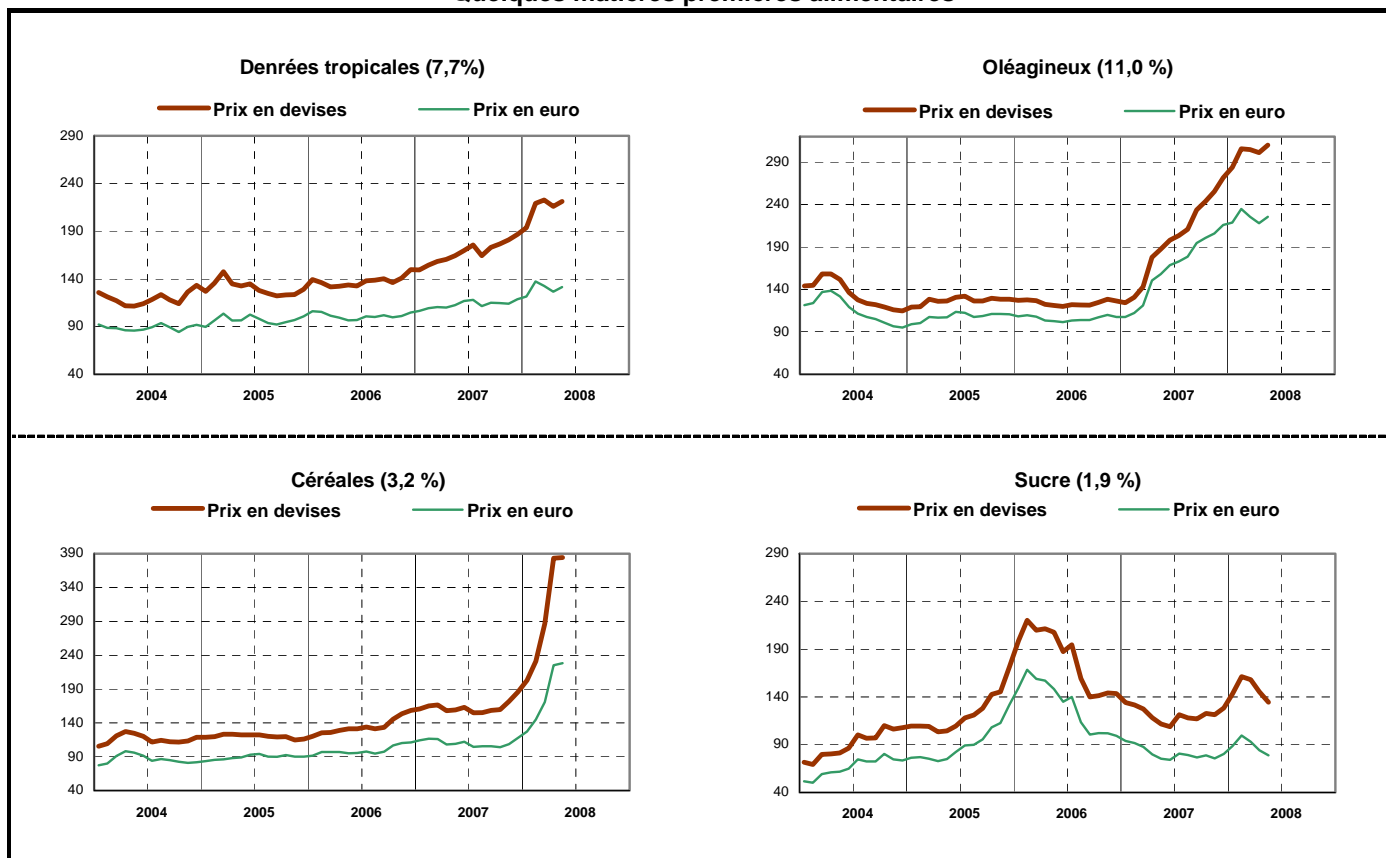 Quelques matières premières alimentaires
Denrées tropicales (7,7%)
Prix en devises Prix en euro
290
240
190
140
90
40
2004 2005 2006 2007 2008
Oléagineux (11,0 %)
Prix en devises Prix en euro
290
240
190
140
90
40
2004 2005 2006 2007 2008
Céréales (3,2 %)
Prix en devises Prix en euro
390
340
290
240
190
140
90
40
2004 2005 2006 2007 2008
Sucre (1,9 %)
Prix en devises Prix en euro
290
240
190
140
90
40
2004 2005 2006 2007 2008